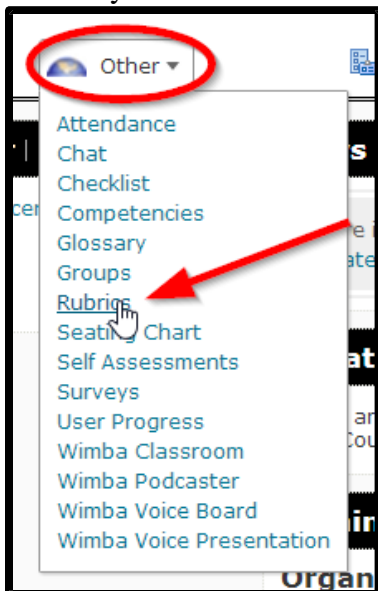 Other
Attendance
Chat
Checklist
Competencies
Glossary
Groups
Rubrics
Seating Chart
Self Assessments
Surveys
User Progress
Wimba Classroom
Wimba Podcaster
Wimba Voice Board
Wimba Voice Presentation
Organ